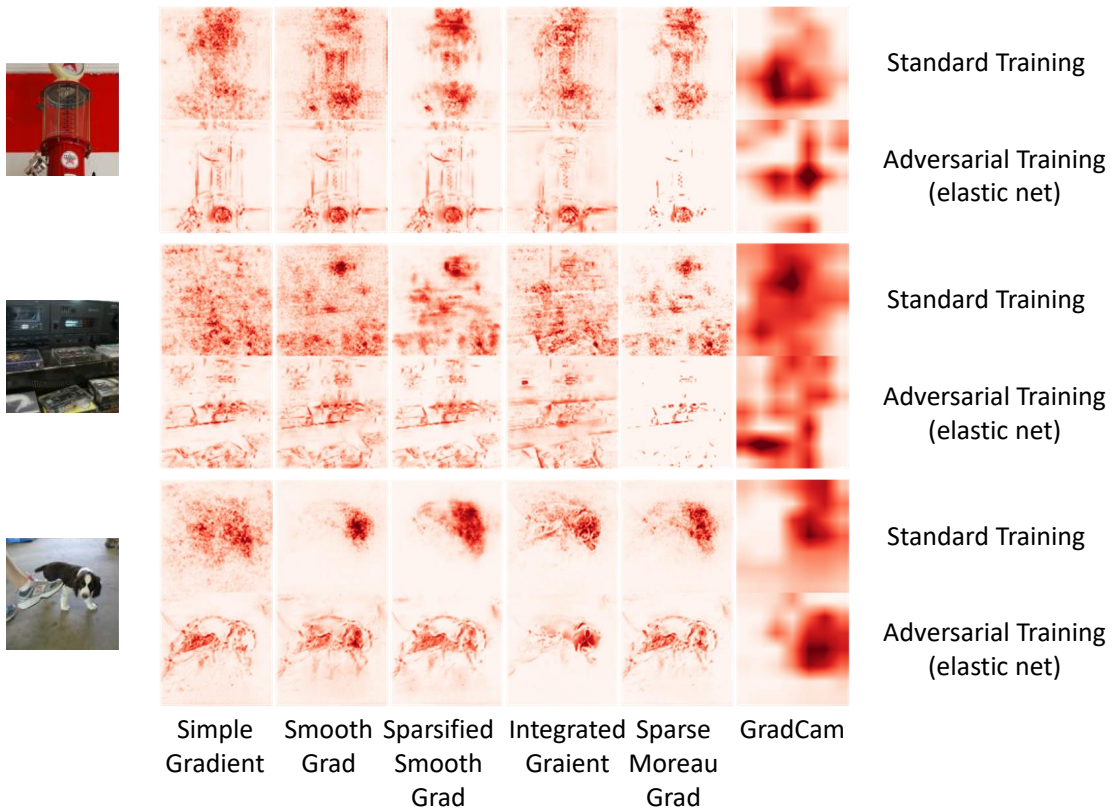 Standard Training
Adversarial Training
(elastic net)
Standard Training
Adversarial Training
(elastic net)
Standard Training
Adversarial Training
(elastic net)
Simple
Gradient
Smooth
Grad
Sparsified
Smooth
Grad
Integrated
Graient
Sparse
Moreau
Grad
GradCam